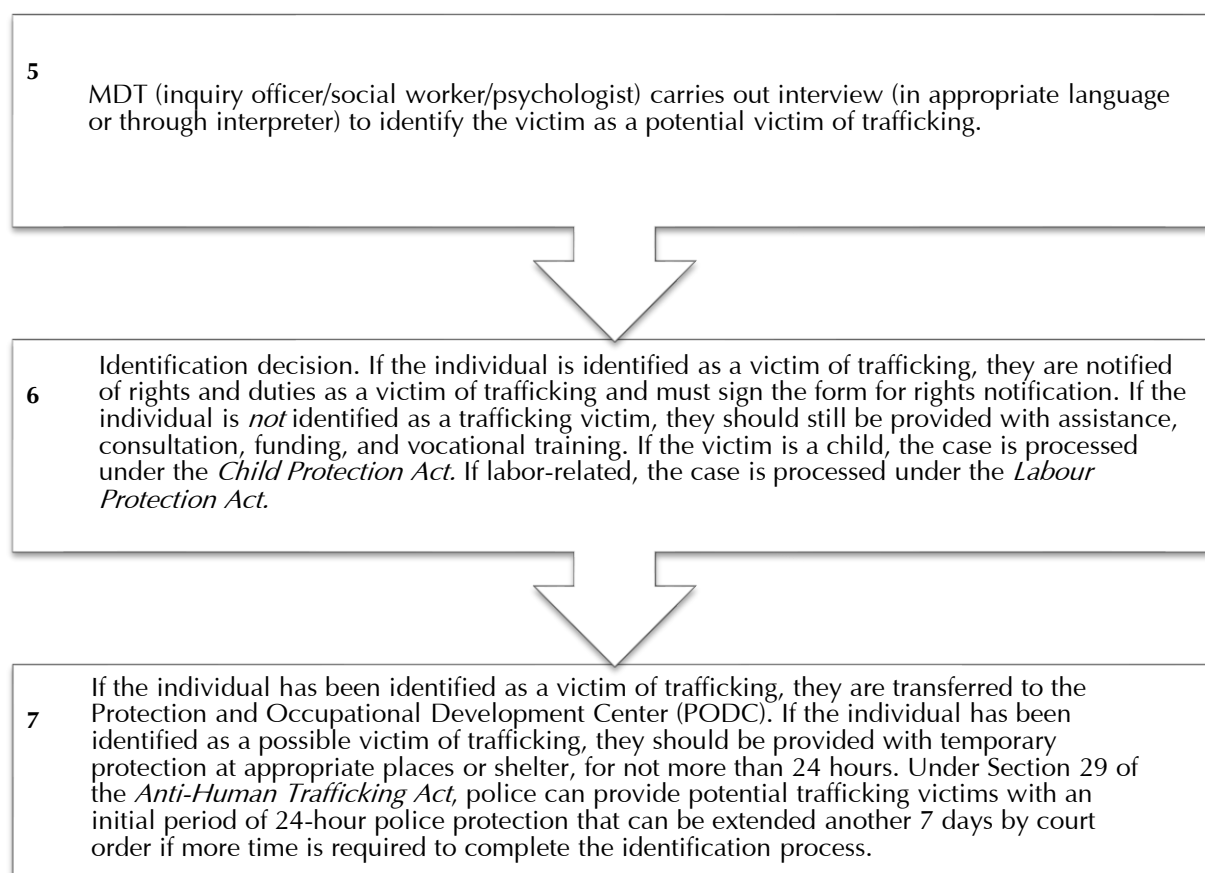 5
MDT (inquiry officer/social worker/psychologist) carries out interview (in appropriate language
or through interpreter) to identify the victim as a potential victim of trafficking.
Identification decision. If the individual is identified as a victim of trafficking, they are notified
6
of rights and duties as a victim of trafficking and must sign the form for rights notification. If the
individual is not identified as a trafficking victim, they should still be provided with assistance,
consultation, funding, and vocational training. If the victim is a child, the case is processed
under the Child Protection Act. If labor-related, the case is processed under the Labour
Protection Act.
If the individual has been identified as a victim of trafficking, they are transferred to the
7
Protection and Occupational Development Center (PODC). If the individual has been
identified as a possible victim of trafficking, they should be provided with temporary
protection at appropriate places or shelter, for not more than 24 hours. Under Section 29 of
the Anti-Human Trafficking Act, police can provide potential trafficking victims with an
initial period of 24-hour police protection that can be extended another 7 days by court
order if more time is required to complete the identification process.